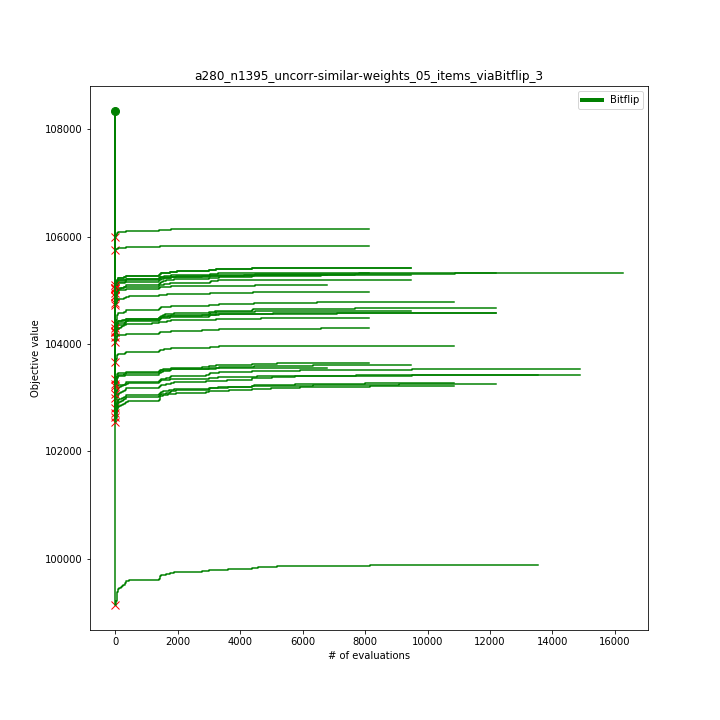 a280_n1395_uncorr-similar-weights_05_items_viaBitflip_3
Bitflip
108000
106000
104000
102000
100000
Objective value
0 2000 4000 6000 8000 10000 12000 14000 16000
# of evaluations